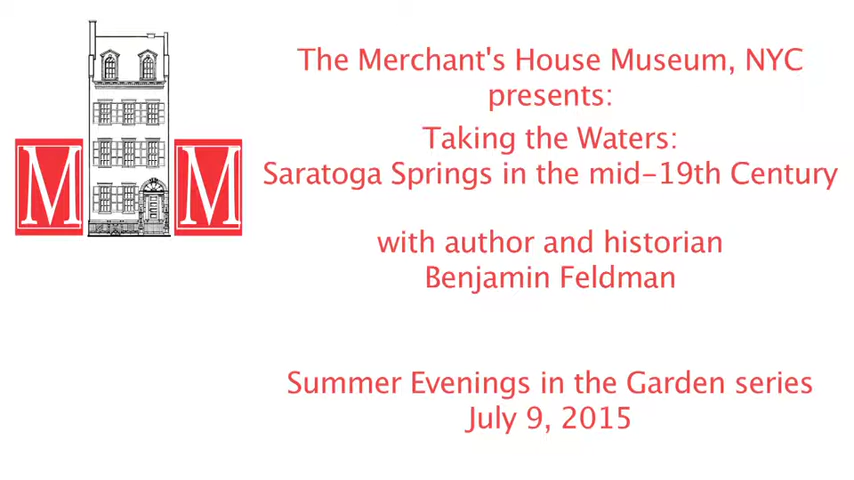 The Merchant's House Museum, NYC
presents:
Taking the Waters:
Saratoga Springs in the mid-19th Century
with author and historian
Benjamin Feldman
Summer Evenings in the Garden series
July 9, 2015
M M